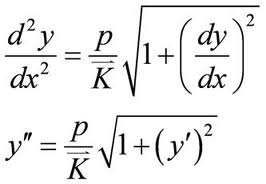 d²y/dx² = p/K √(1+(dy/dx)²)
y″ = p/K √(1+(y′)²)